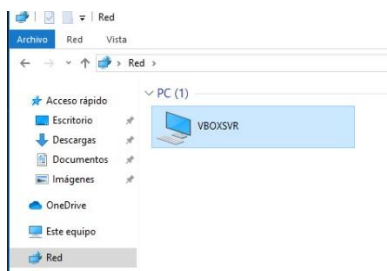 Red
Archivo Red Vista
Red
PC (1)
VBOXSVR
Acceso rápido
Escritorio
Descargas
Documentos
Imágenes
OneDrive
Este equipo
Red